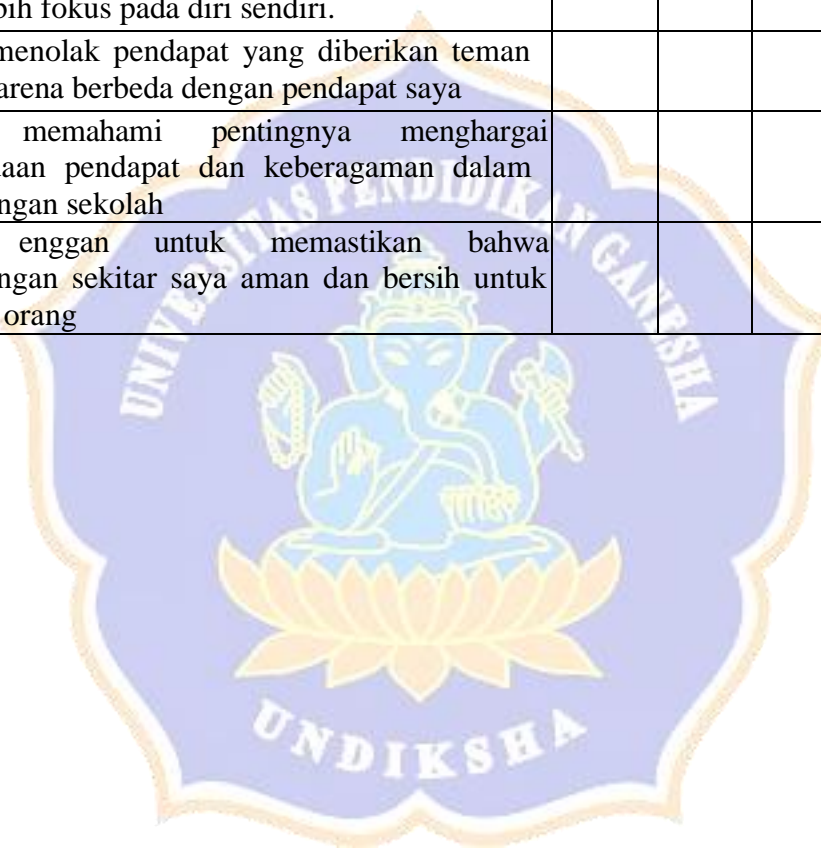 bih fokus pada diri sendiri.
menolak pendapat yang diberikan teman
arena berbeda dengan pendapat saya
memahami pentingnya menghargai
daan pendapat dan keberagaman dalam
ngan sekolah
enggan untuk memastikan bahwa
ngan sekitar saya aman dan bersih untuk
orang
UNIVERSITAS PENDIDIKAN GANESHA
UNDIKSHA